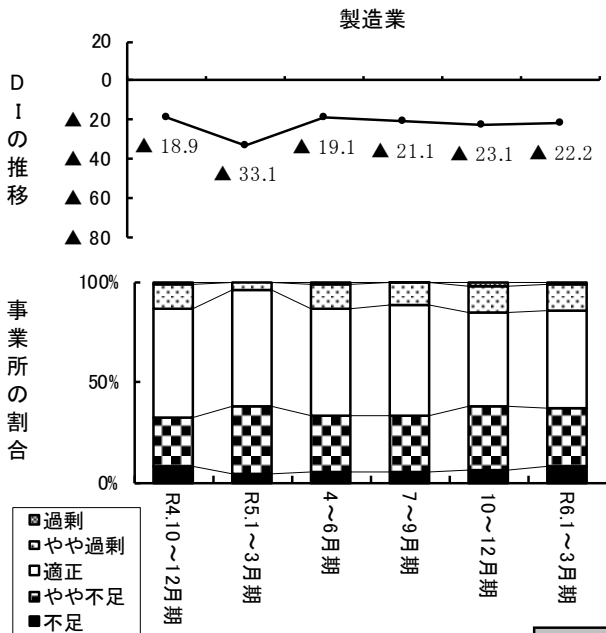 製造業
DIの推移
20
0
▲ 20
▲ 40
▲ 60
▲ 80
▲ 18.9
▲ 33.1
▲ 19.1
▲ 21.1
▲ 23.1
▲ 22.2
事業所の割合
100%
50%
0%
R4.10～12月期
R5.1～3月期
4～6月期
7～9月期
10～12月期
R6.1～3月期
過剰
やや過剰
適正
やや不足
不足